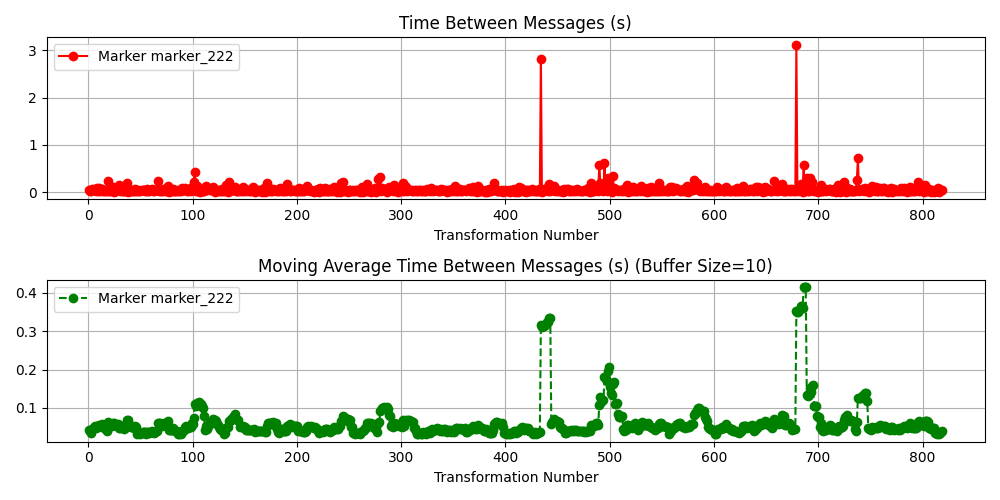 Time Between Messages (s)
Marker marker_222
3
2
1
0
0 100 200 300 400 500 600 700 800
Transformation Number
Moving Average Time Between Messages (s) (Buffer Size=10)
Marker marker_222
0.4
0.3
0.2
0.1
0 100 200 300 400 500 600 700 800
Transformation Number